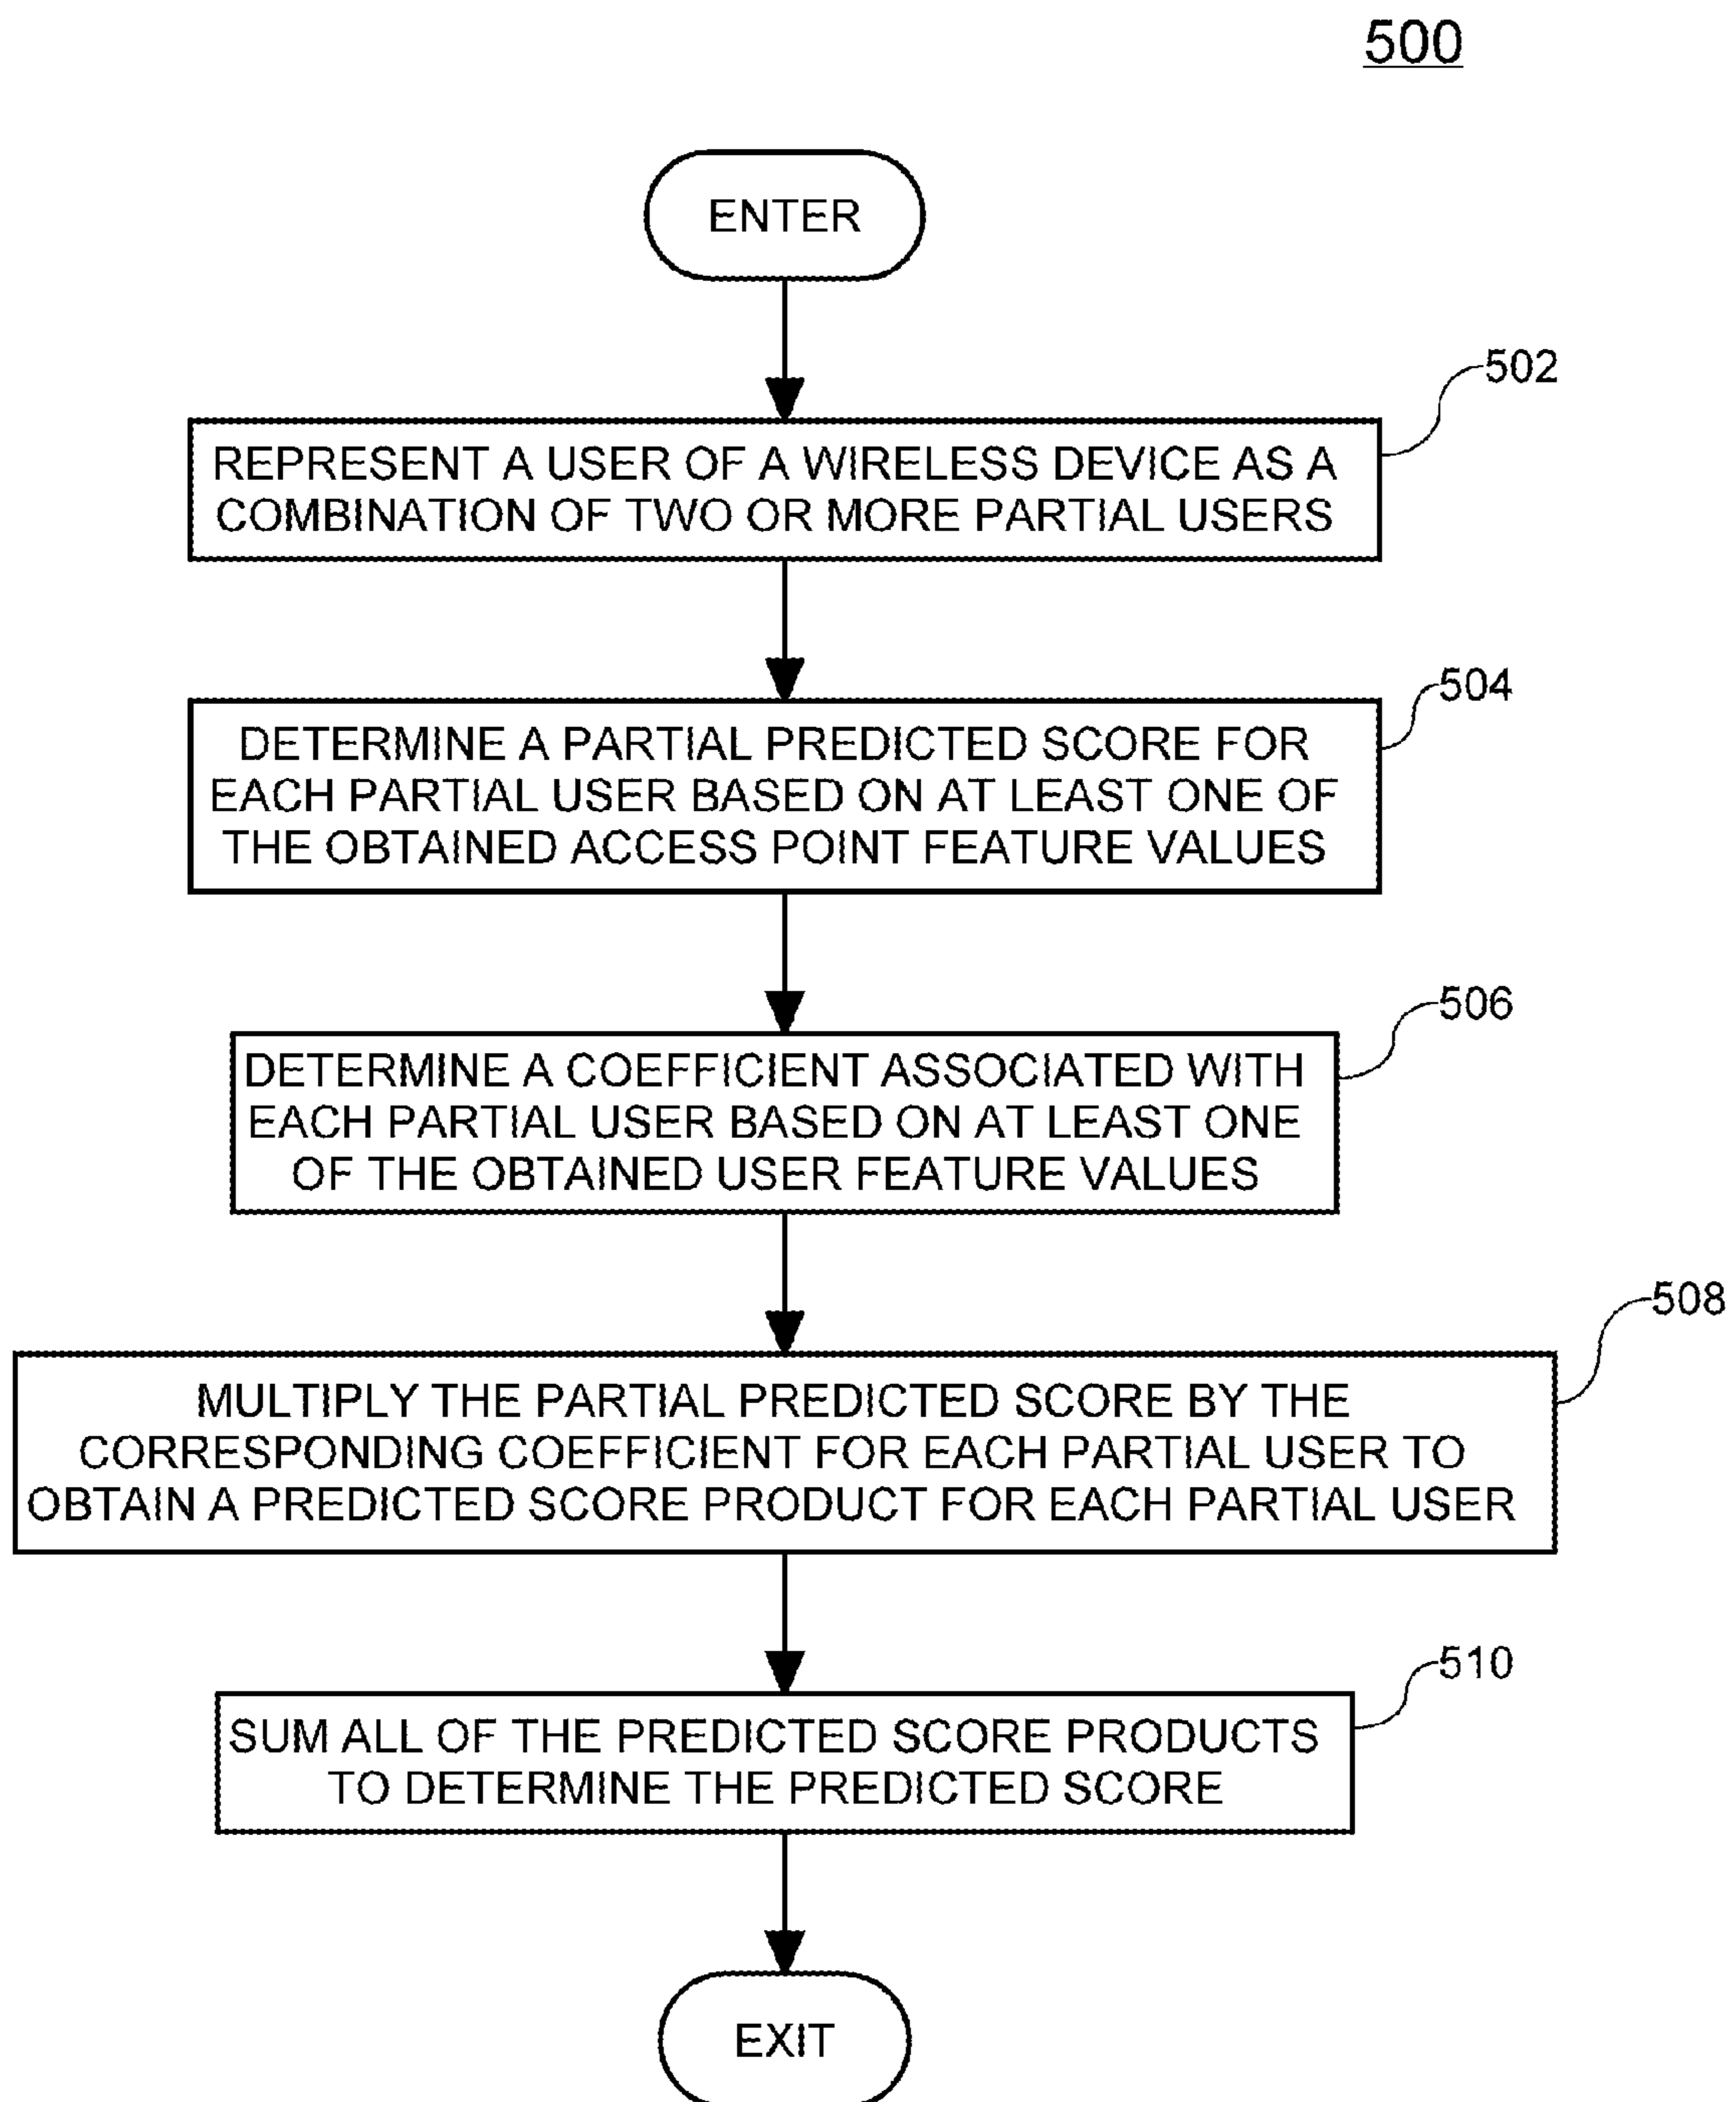 500
ENTER
502
REPRESENT A USER OF A WIRELESS DEVICE AS A
COMBINATION OF TWO OR MORE PARTIAL USERS
504
DETERMINE A PARTIAL PREDICTED SCORE FOR
EACH PARTIAL USER BASED ON AT LEAST ONE OF
THE OBTAINED ACCESS POINT FEATURE VALUES
506
DETERMINE A COEFFICIENT ASSOCIATED WITH
EACH PARTIAL USER BASED ON AT LEAST ONE
OF THE OBTAINED USER FEATURE VALUES
508
MULTIPLY THE PARTIAL PREDICTED SCORE BY THE
CORRESPONDING COEFFICIENT FOR EACH PARTIAL USER TO
OBTAIN A PREDICTED SCORE PRODUCT FOR EACH PARTIAL USER
510
SUM ALL OF THE PREDICTED SCORE PRODUCTS
TO DETERMINE THE PREDICTED SCORE
EXIT